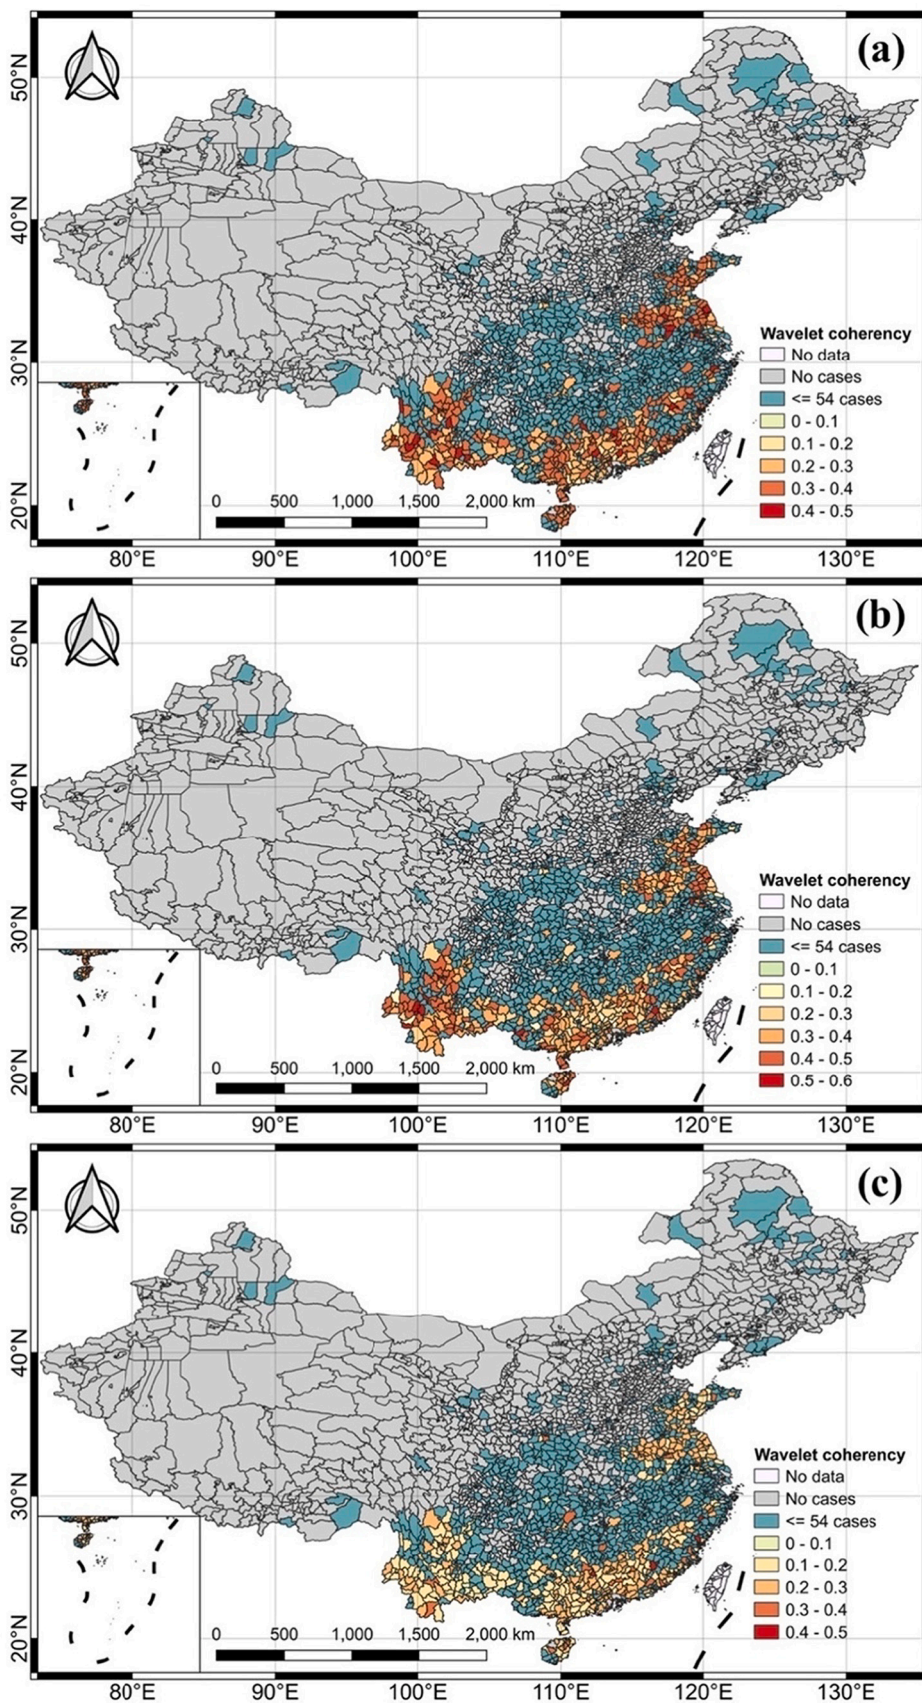 (a)
50°N
40°N
30°N
20°N
Wavelet coherency
No data
No cases
<= 54 cases
0 - 0.1
0.1 - 0.2
0.2 - 0.3
0.3 - 0.4
0.4 - 0.5
0 500 1,000 1,500 2,000 km
80°E 90°E 100°E 110°E 120°E 130°E
(b)
50°N
40°N
30°N
20°N
Wavelet coherency
No data
No cases
<= 54 cases
0 - 0.1
0.1 - 0.2
0.2 - 0.3
0.3 - 0.4
0.4 - 0.5
0.5 - 0.6
0 500 1,000 1,500 2,000 km
80°E 90°E 100°E 110°E 120°E 130°E
(c)
50°N
40°N
30°N
20°N
Wavelet coherency
No data
No cases
<= 54 cases
0 - 0.1
0.1 - 0.2
0.2 - 0.3
0.3 - 0.4
0.4 - 0.5
0 500 1,000 1,500 2,000 km
80°E 90°E 100°E 110°E 120°E 130°E